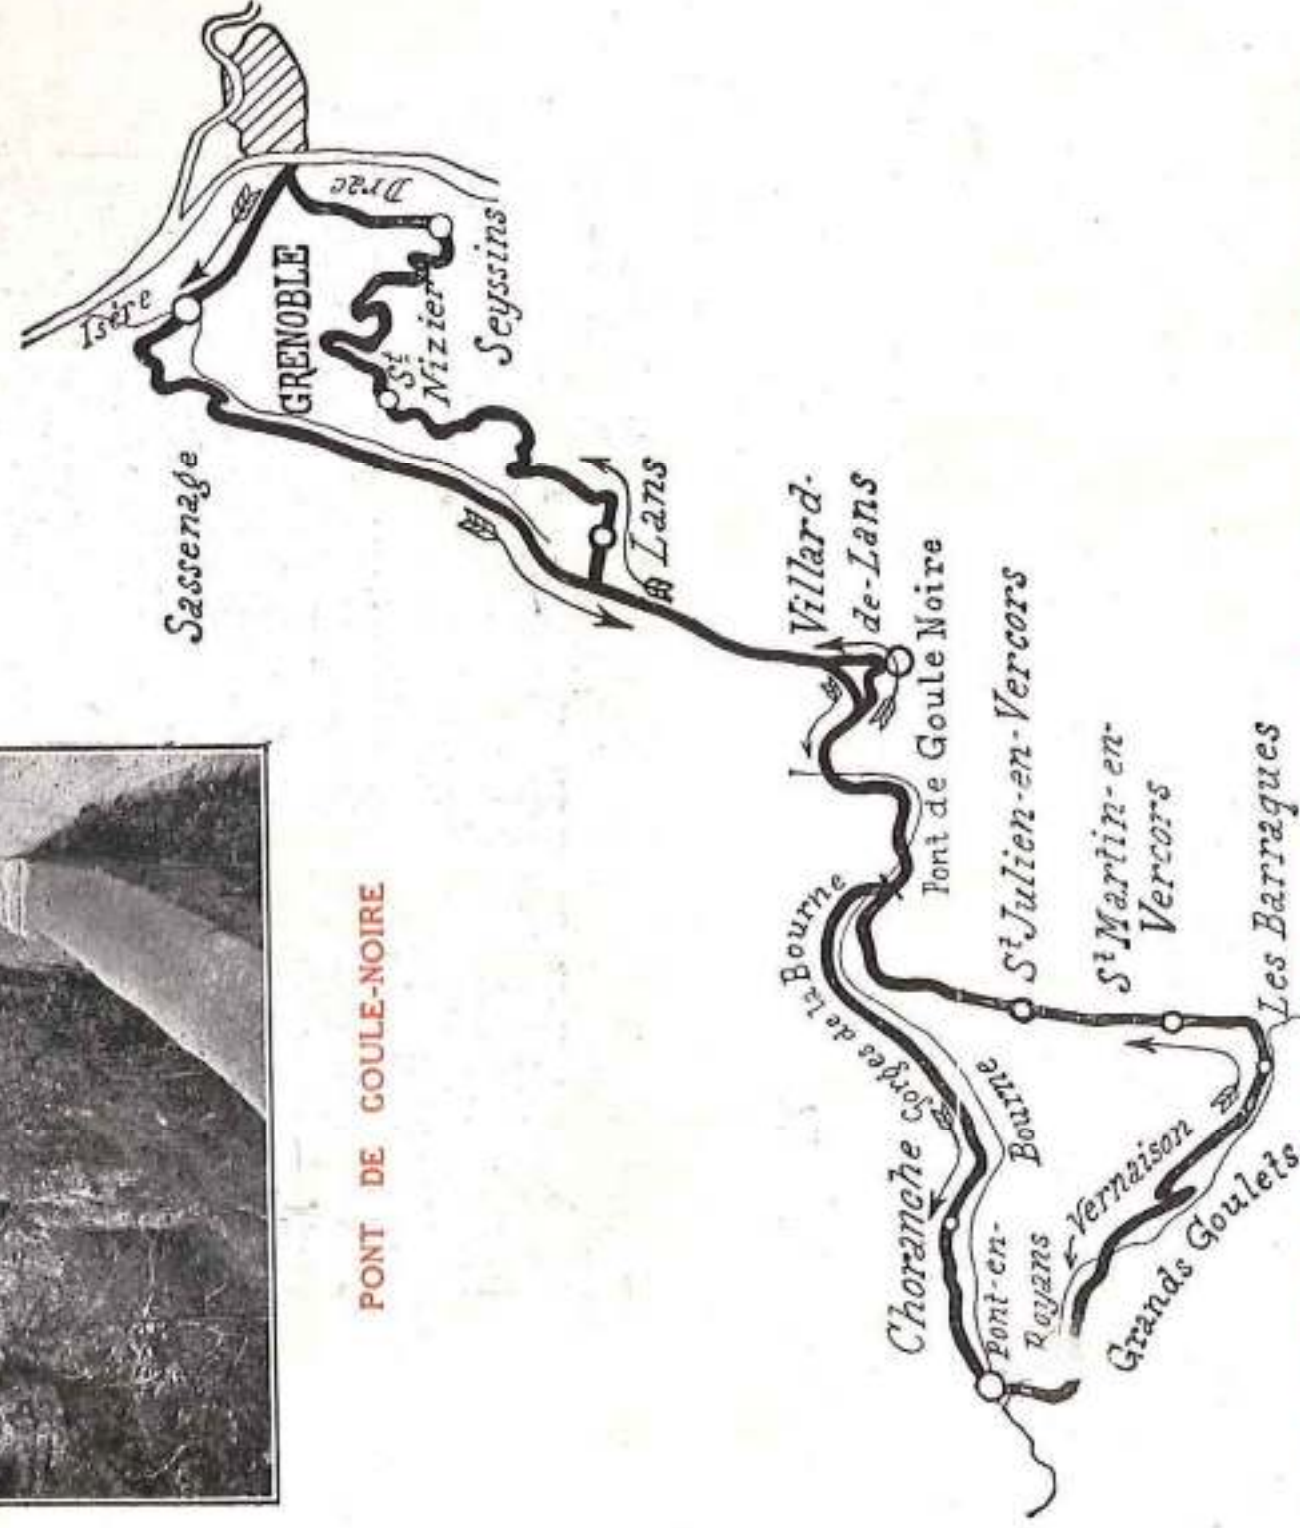 Isère
Drac
GRENOBLE
Seyssins
St
Nizier
Sassenage
Lans
Villard-
de-Lans
Pont de Goule Noire
St Julien-en-Vercors
St Martin-en-
Vercors
Les Barraques
Gorges de la Bourne
Bourne
Choranche
Vernaison
Pont-en-
Royans
Grands Goulets
PONT DE GOULE-NOIRE